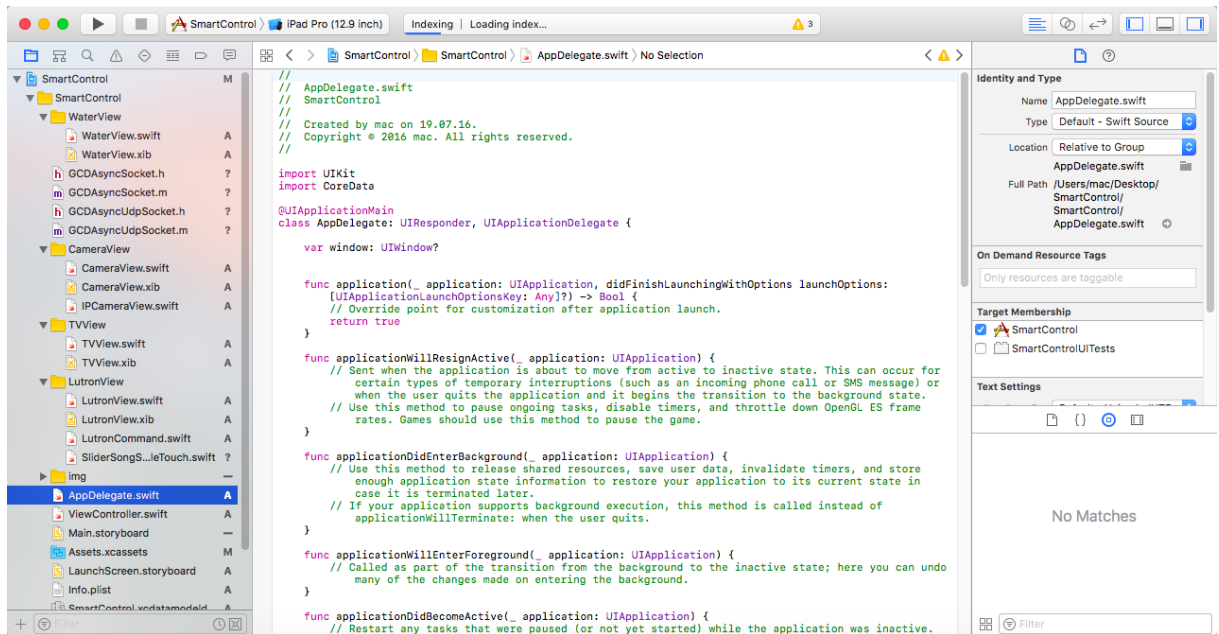 SmartControl
iPad Pro (12.9 inch)
Indexing | Loading index...
3
SmartControl
SmartControl
AppDelegate.swift
No Selection
SmartControl M
SmartControl
WaterView
WaterView.swift A
WaterView.xib A
h GCDAsyncSocket.h ?
m GCDAsyncSocket.m ?
h GCDAsyncUdpSocket.h ?
m GCDAsyncUdpSocket.m ?
CameraView
CameraView.swift A
CameraView.xib A
IPCameraView.swift A
TVView
TVView.swift A
TVView.xib A
LutronView
LutronView.swift A
LutronView.xib A
LutronCommand.swift A
SliderSongS...leTouch.swift ?
img —
AppDelegate.swift A
ViewController.swift A
Main.storyboard —
Assets.xcassets M
LaunchScreen.storyboard A
Info.plist A
SmartControl.xcdatamodeld A
Filter
//
// AppDelegate.swift
// SmartControl
//
// Created by mac on 19.07.16.
// Copyright © 2016 mac. All rights reserved.
//
import UIKit
import CoreData
@UIApplicationMain
class AppDelegate: UIResponder, UIApplicationDelegate {
var window: UIWindow?
func application(_ application: UIApplication, didFinishLaunchingWithOptions launchOptions:
[UIApplicationLaunchOptionsKey: Any]?) -> Bool {
// Override point for customization after application launch.
return true
}
func applicationWillResignActive(_ application: UIApplication) {
// Sent when the application is about to move from active to inactive state. This can occur for
certain types of temporary interruptions (such as an incoming phone call or SMS message) or
when the user quits the application and it begins the transition to the background state.
// Use this method to pause ongoing tasks, disable timers, and throttle down OpenGL ES frame
rates. Games should use this method to pause the game.
}
func applicationDidEnterBackground(_ application: UIApplication) {
// Use this method to release shared resources, save user data, invalidate timers, and store
enough application state information to restore your application to its current state in
case it is terminated later.
// If your application supports background execution, this method is called instead of
applicationWillTerminate: when the user quits.
}
func applicationWillEnterForeground(_ application: UIApplication) {
// Called as part of the transition from the background to the inactive state; here you can undo
many of the changes made on entering the background.
}
func applicationDidBecomeActive(_ application: UIApplication) {
// Restart any tasks that were paused (or not yet started) while the application was inactive.
Identity and Type
Name AppDelegate.swift
Type Default - Swift Source
Location Relative to Group
AppDelegate.swift
Full Path /Users/mac/Desktop/
SmartControl/
SmartControl/
AppDelegate.swift
On Demand Resource Tags
Only resources are taggable
Target Membership
SmartControl
SmartControlUITests
Text Settings
{}
No Matches
Filter